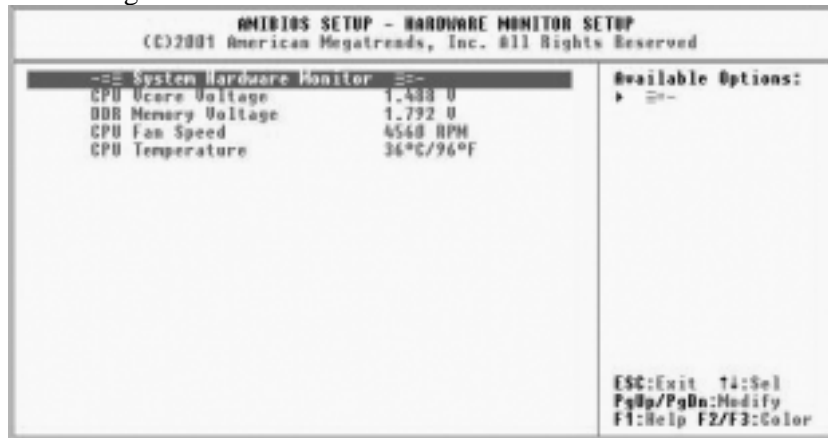 AMIBIOS SETUP - HARDWARE MONITOR SETUP
(C)2001 American Megatrends, Inc. All Rights Reserved
-=≡ System Hardware Monitor ≡=-
CPU Vcore Voltage 1.488 V
DDR Memory Voltage 1.792 V
CPU Fan Speed 4560 RPM
CPU Temperature 36°C/96°F
Available Options:
▶ ≡=-
ESC:Exit ↑↓:Sel
PgUp/PgDn:Modify
F1:Help F2/F3:Color